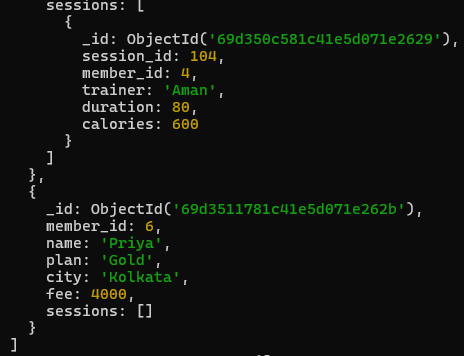 sessions: [
      {
        _id: ObjectId('69d350c581c41e5d071e2629'),
        session_id: 104,
        member_id: 4,
        trainer: 'Aman',
        duration: 80,
        calories: 600
      }
    ]
  },
  {
    _id: ObjectId('69d3511781c41e5d071e262b'),
    member_id: 6,
    name: 'Priya',
    plan: 'Gold',
    city: 'Kolkata',
    fee: 4000,
    sessions: []
  }
]